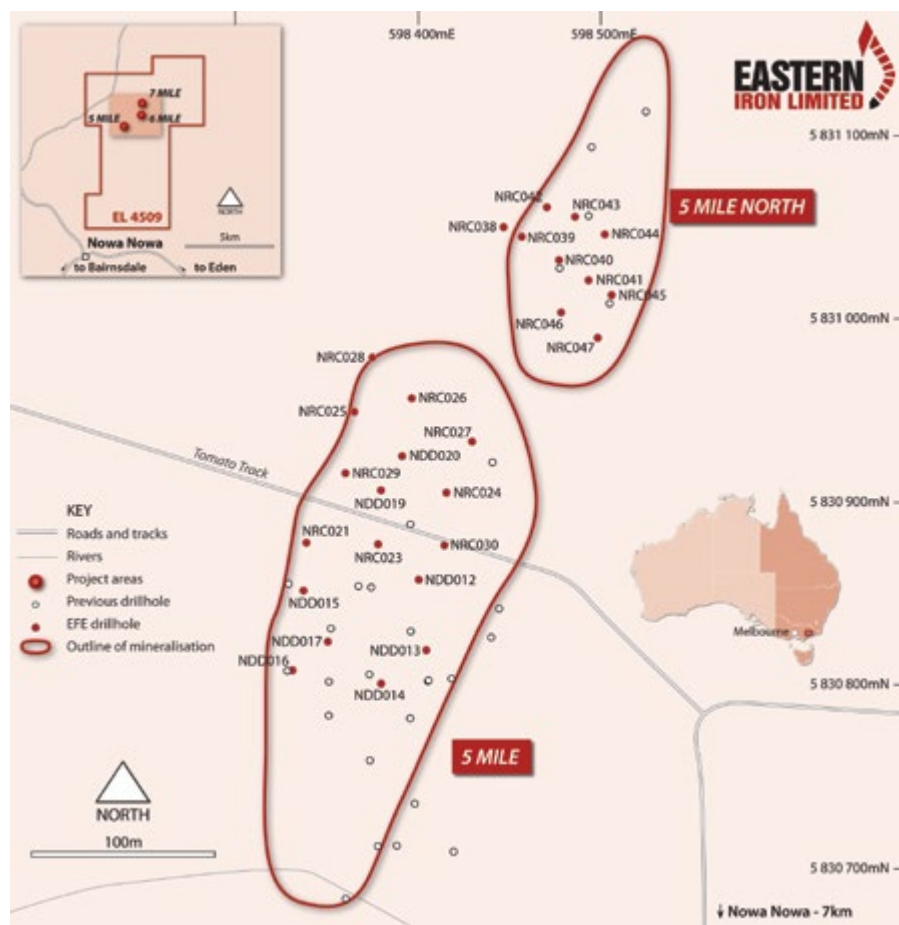 598 400mE
598 500mE
7 MILE
5 MILE
6 MILE
EL 4509
NORTH
5km
Nowa Nowa
to Bairnsdale
to Eden
EASTERN
IRON LIMITED
5 831 100mN
NRC042
NRC043
5 MILE NORTH
NRC038
NRC039
NRC044
NRC040
NRC041
NRC045
5 831 000mN
NRC046
NRC047
NRC028
NRC026
NRC025
NRC027
Tomato Track
NDD020
NRC029
NRC024
NDD019
5 830 900mN
KEY
Roads and tracks
Rivers
Project areas
Previous drillhole
EFE drillhole
Outline of mineralisation
NRC021
NRC023
NRC030
NDD012
NDD015
NDD017
NDD013
NDD016
NDD014
Melbourne
5 830 800mN
5 MILE
NORTH
100m
5 830 700mN
Nowa Nowa - 7km